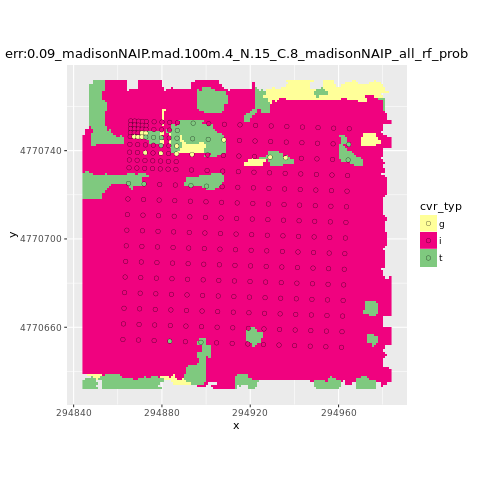 err:0.09_madisonNAIP.mad.100m.4_N.15_C.8_madisonNAIP_all_rf_prob
y
4770740
4770700
4770660
294840 294880 294920 294960
x
cvr_typ
g
i
t